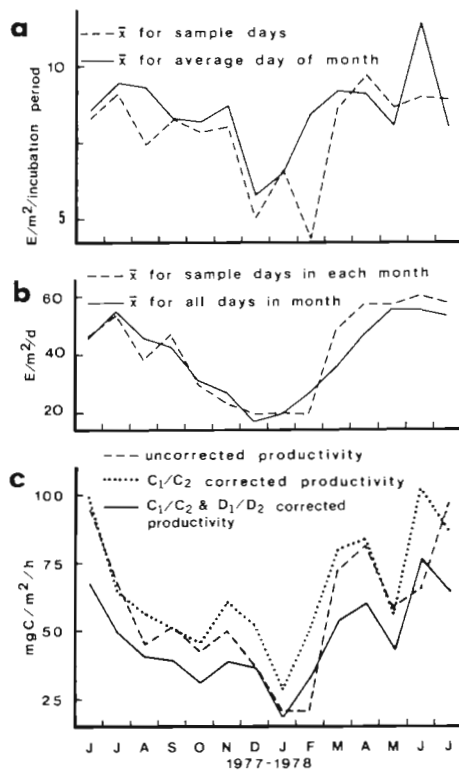 a
x̄ for sample days
x̄ for average day of month
E/m²/incubation period
10
5
b
x̄ for sample days in each month
x̄ for all days in month
E/m²/d
60
40
20
c
uncorrected productivity
C₁/C₂ corrected productivity
C₁/C₂ & D₁/D₂ corrected
productivity
mgC/m²/h
100
75
50
25
J J A S O N D J F M A M J J
1977-1978